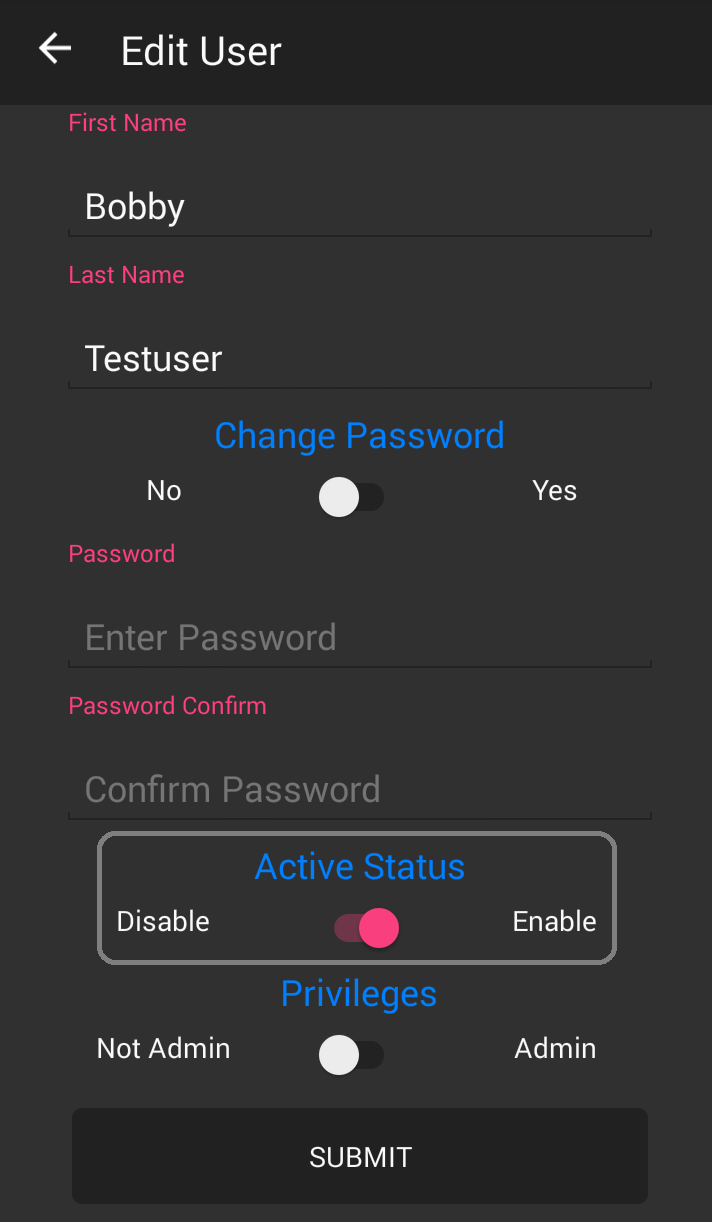 Edit User
First Name
Bobby
Last Name
Testuser
Change Password
No Yes
Password
Enter Password
Password Confirm
Confirm Password
Active Status
Disable Enable
Privileges
Not Admin Admin
SUBMIT